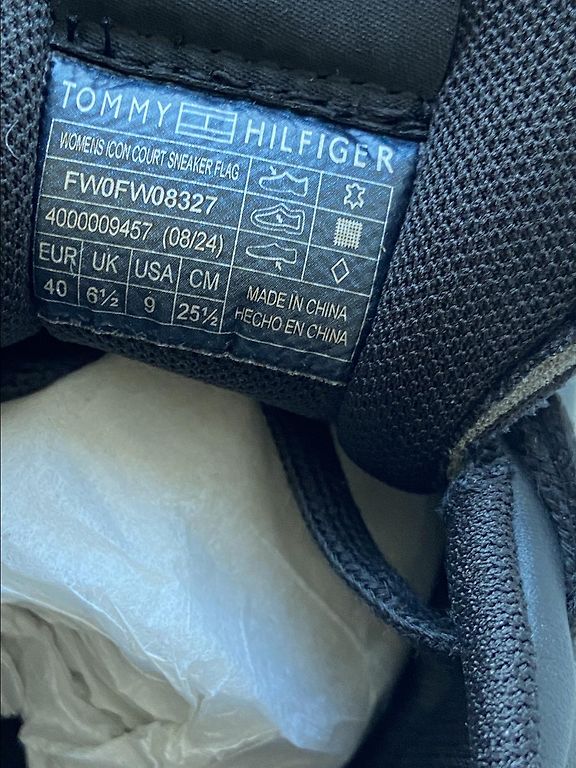 TOMMY HILFIGER
WOMENS ICON COURT SNEAKER FLAG
FW0FW08327
4000009457 (08/24)
EUR UK USA CM
40 6½ 9 25½
MADE IN CHINA
HECHO EN CHINA